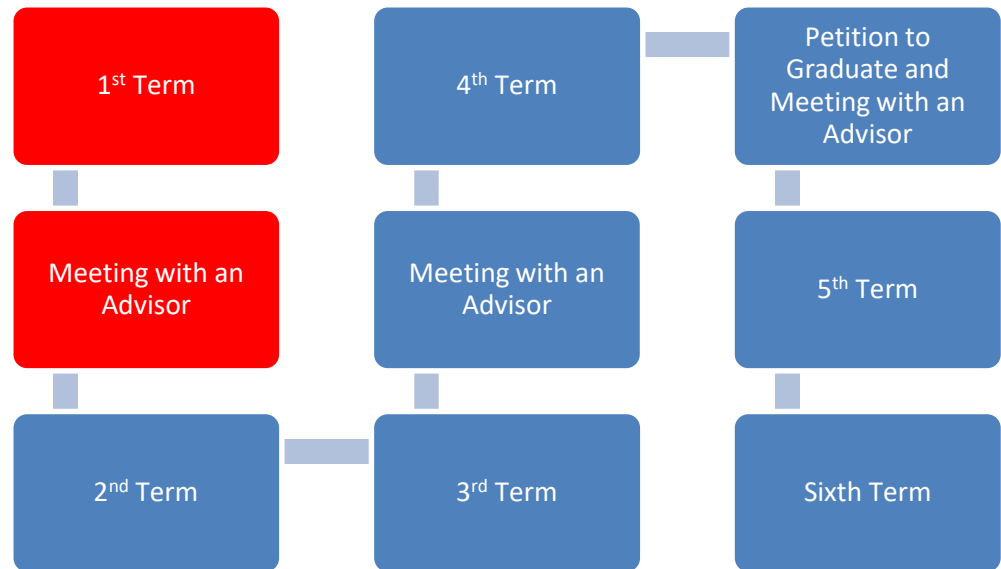 1st Term
Meeting with an
Advisor
2nd Term
3rd Term
Meeting with an
Advisor
4th Term
Petition to
Graduate and
Meeting with an
Advisor
5th Term
Sixth Term